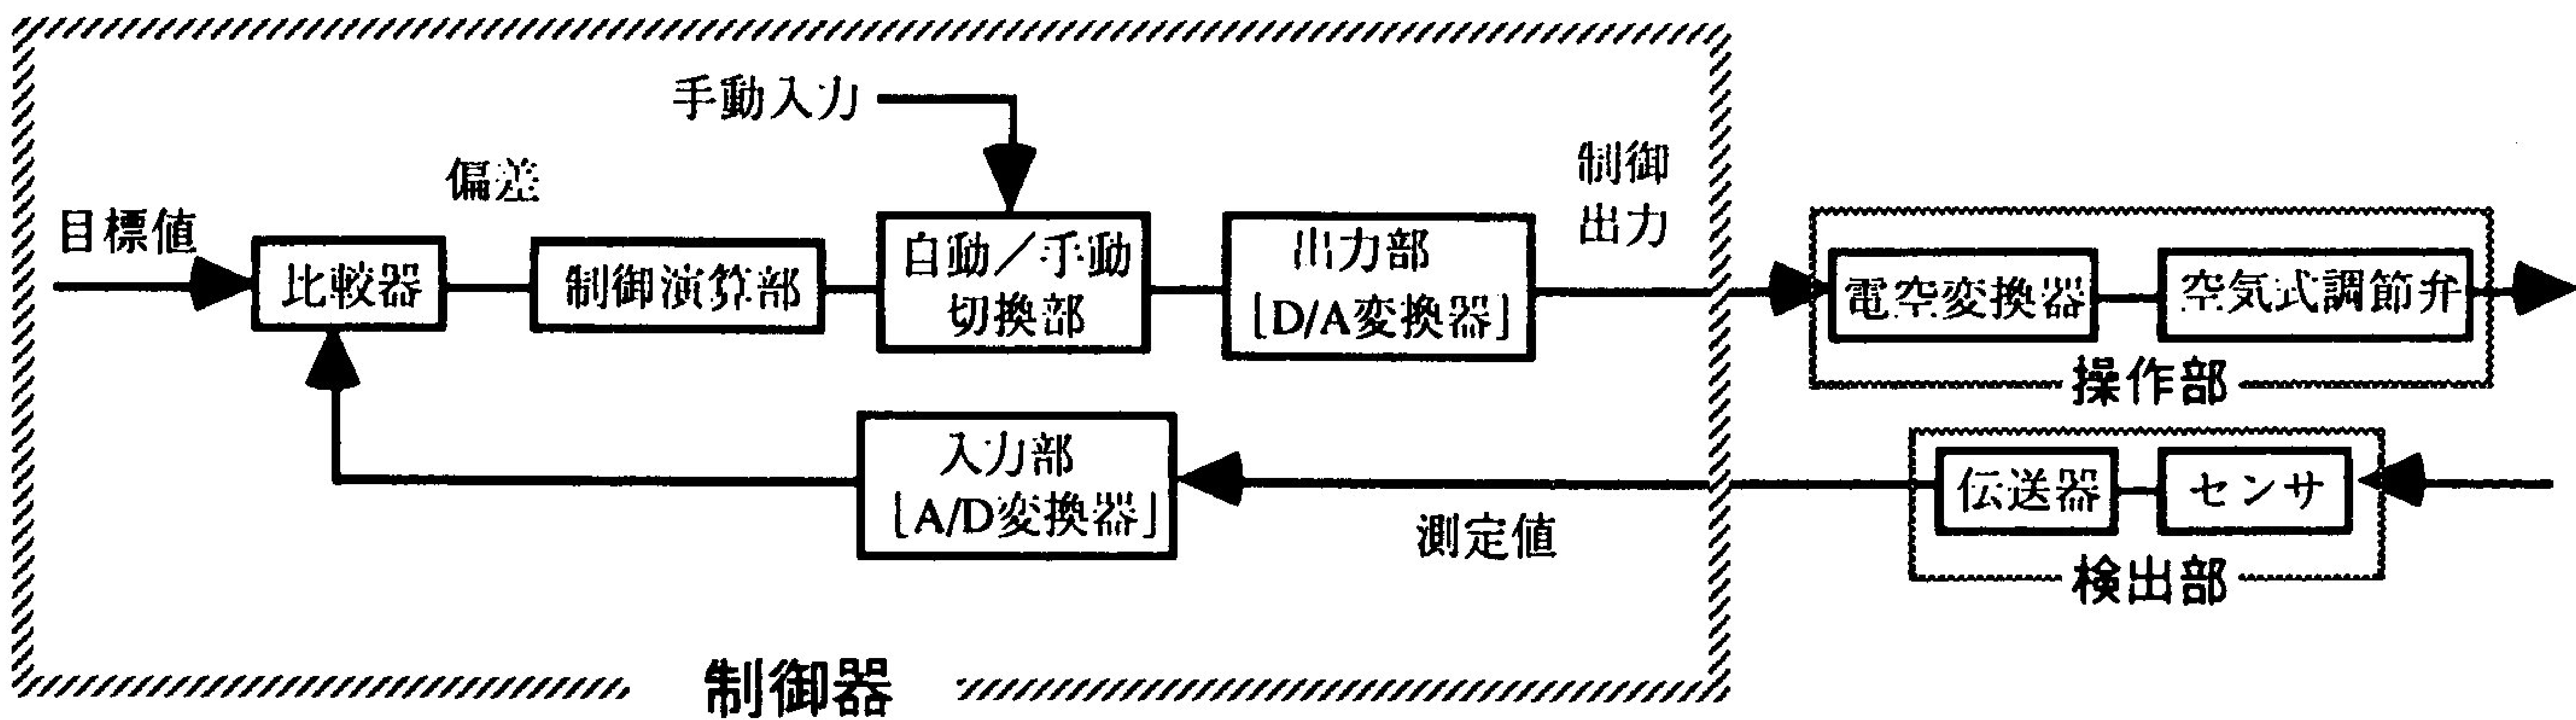 手動入力
偏差
目標値
比較器
制御演算部
自動／手動
切換部
出力部
[D/A変換器]
制御
出力
電空変換器
空気式調節弁
操作部
入力部
[A/D変換器]
測定値
伝送器
センサ
検出部
制御器